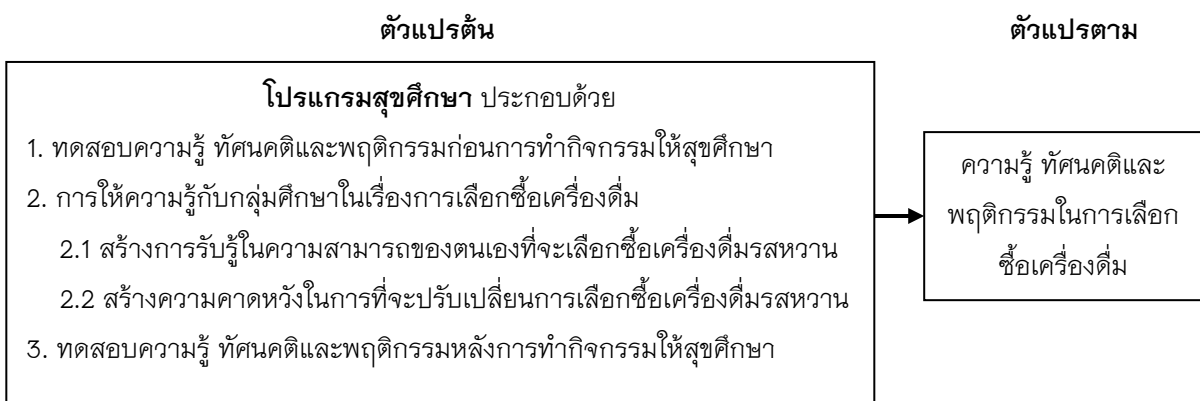 ตัวแปรต้น
ตัวแปรตาม
โปรแกรมสุขศึกษา ประกอบด้วย
1. ทดสอบความรู้ ทัศนคติและพฤติกรรมก่อนการทำกิจกรรมให้สุขศึกษา
2. การให้ความรู้กับกลุ่มศึกษาในเรื่องการเลือกซื้อเครื่องดื่ม
2.1 สร้างการรับรู้ในความสามารถของตนเองที่จะเลือกซื้อเครื่องดื่มรสหวาน
2.2 สร้างความคาดหวังในการที่จะปรับเปลี่ยนการเลือกซื้อเครื่องดื่มรสหวาน
3. ทดสอบความรู้ ทัศนคติและพฤติกรรมหลังการทำกิจกรรมให้สุขศึกษา
ความรู้ ทัศนคติและ
พฤติกรรมในการเลือก
ซื้อเครื่องดื่ม